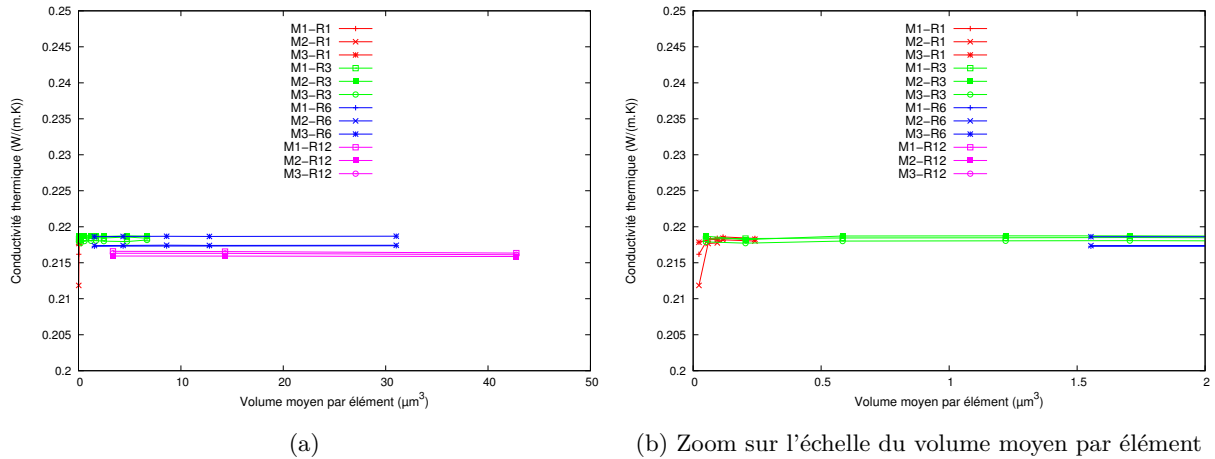 Conductivité thermique (W/(m.K))
0.25
0.245
0.24
0.235
0.23
0.225
0.22
0.215
0.21
0.205
0.2
M1-R1
M2-R1
M3-R1
M1-R3
M2-R3
M3-R3
M1-R6
M2-R6
M3-R6
M1-R12
M2-R12
M3-R12
0 10 20 30 40 50
Volume moyen par élément (µm³)
(a)
Conductivité thermique (W/(m.K))
0.25
0.245
0.24
0.235
0.23
0.225
0.22
0.215
0.21
0.205
0.2
M1-R1
M2-R1
M3-R1
M1-R3
M2-R3
M3-R3
M1-R6
M2-R6
M3-R6
M1-R12
M2-R12
M3-R12
0 0.5 1 1.5 2
Volume moyen par élément (µm³)
(b) Zoom sur l'échelle du volume moyen par élément